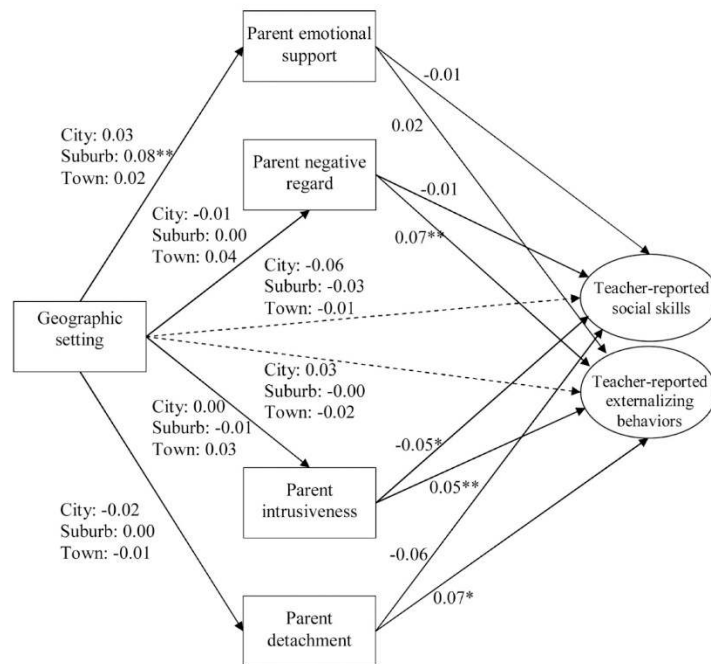 Parent emotional
support
-0.01
City: 0.03
Suburb: 0.08**
Town: 0.02
0.02
Parent negative
regard
-0.01
City: -0.01
Suburb: 0.00
Town: 0.04
0.07**
City: -0.06
Suburb: -0.03
Town: -0.01
Teacher-reported
social skills
Geographic
setting
City: 0.03
Suburb: -0.00
Town: -0.02
Teacher-reported
externalizing
behaviors
City: 0.00
Suburb: -0.01
Town: 0.03
-0.05*
Parent
intrusiveness
0.05**
City: -0.02
Suburb: 0.00
Town: -0.01
-0.06
0.07*
Parent
detachment